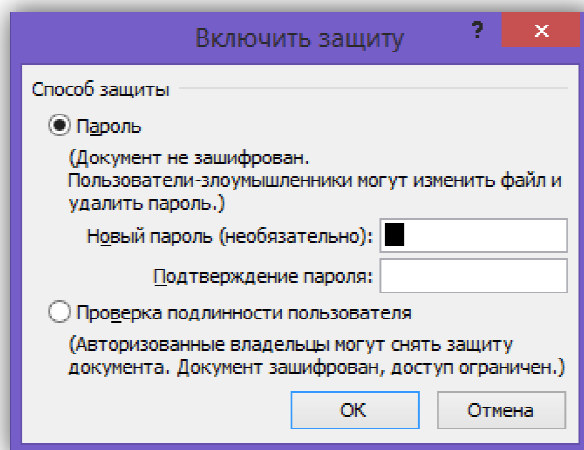 Включить защиту ? x
Способ защиты
Пароль
(Документ не зашифрован.
Пользователи-злоумышленники могут изменить файл и
удалить пароль.)
Новый пароль (необязательно):
Подтверждение пароля:
Проверка подлинности пользователя
(Авторизованные владельцы могут снять защиту
документа. Документ зашифрован, доступ ограничен.)
ОК Отмена